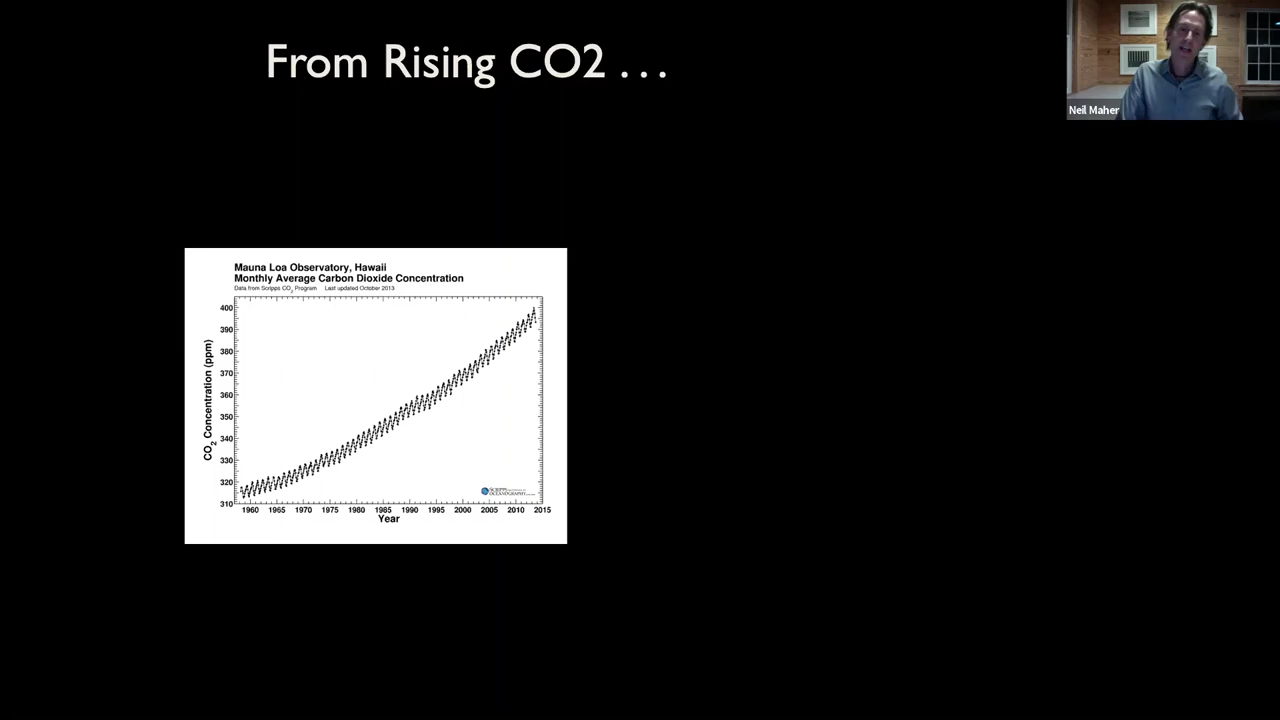 From Rising CO2 ...
Neil Maher
Mauna Loa Observatory, Hawaii
Monthly Average Carbon Dioxide Concentration
Data from Scripps CO2 Program Last updated October 2013
CO2 Concentration (ppm)
400
390
380
370
360
350
340
330
320
310
1960 1965 1970 1975 1980 1985 1990 1995 2000 2005 2010 2015
Year
SCRIPPS
OCEANOGRAPHY